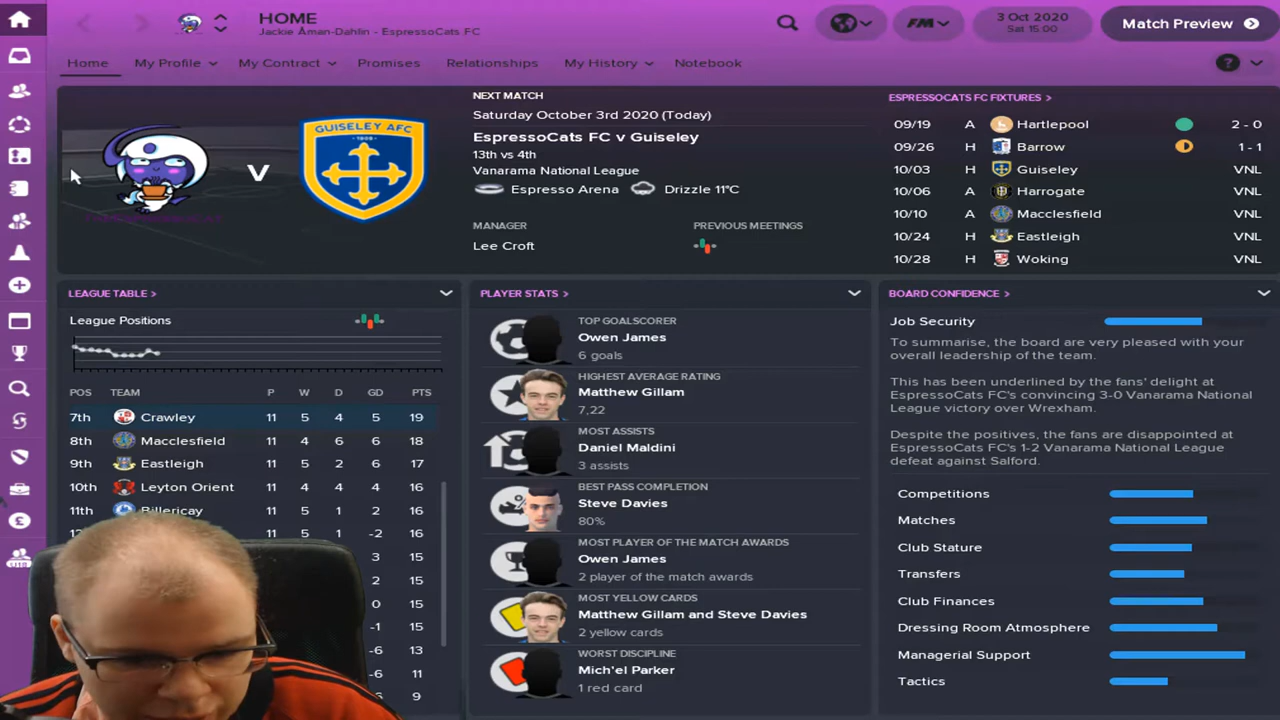 HOME
Jackie Åman-Dahlin - EspressoCats FC
FM
3 Oct 2020
Sat 15:00
Match Preview
Home
My Profile
My Contract
Promises
Relationships
My History
Notebook
?
GUISELEY AFC
1909
V
NEXT MATCH
Saturday October 3rd 2020 (Today)
EspressoCats FC v Guiseley
13th vs 4th
Vanarama National League
Espresso Arena
Drizzle 11°C
MANAGER
Lee Croft
PREVIOUS MEETINGS
ESPRESSOCATS FC FIXTURES >
09/19 A Hartlepool 2 - 0
09/26 H Barrow 1 - 1
10/03 H Guiseley VNL
10/06 A Harrogate VNL
10/10 A Macclesfield VNL
10/24 H Eastleigh VNL
10/28 H Woking VNL
LEAGUE TABLE >
League Positions
POS TEAM P W D GD PTS
7th Crawley 11 5 4 5 19
8th Macclesfield 11 4 6 6 18
9th Eastleigh 11 5 2 6 17
10th Leyton Orient 11 4 4 4 16
11th Billericay 11 5 1 2 16
11 5 1 -2 16
3 15
2 15
0 15
-1 15
-6 13
-6 11
9
U18
PLAYER STATS >
TOP GOALSCORER
Owen James
6 goals
HIGHEST AVERAGE RATING
Matthew Gillam
7,22
MOST ASSISTS
Daniel Maldini
3 assists
BEST PASS COMPLETION
Steve Davies
80%
MOST PLAYER OF THE MATCH AWARDS
Owen James
2 player of the match awards
MOST YELLOW CARDS
Matthew Gillam and Steve Davies
2 yellow cards
WORST DISCIPLINE
Mich'el Parker
1 red card
BOARD CONFIDENCE >
Job Security
To summarise, the board are very pleased with your
overall leadership of the team.
This has been underlined by the fans' delight at
EspressoCats FC's convincing 3-0 Vanarama National
League victory over Wrexham.
Despite the positives, the fans are disappointed at
EspressoCats FC's 1-2 Vanarama National League
defeat against Salford.
Competitions
Matches
Club Stature
Transfers
Club Finances
Dressing Room Atmosphere
Managerial Support
Tactics